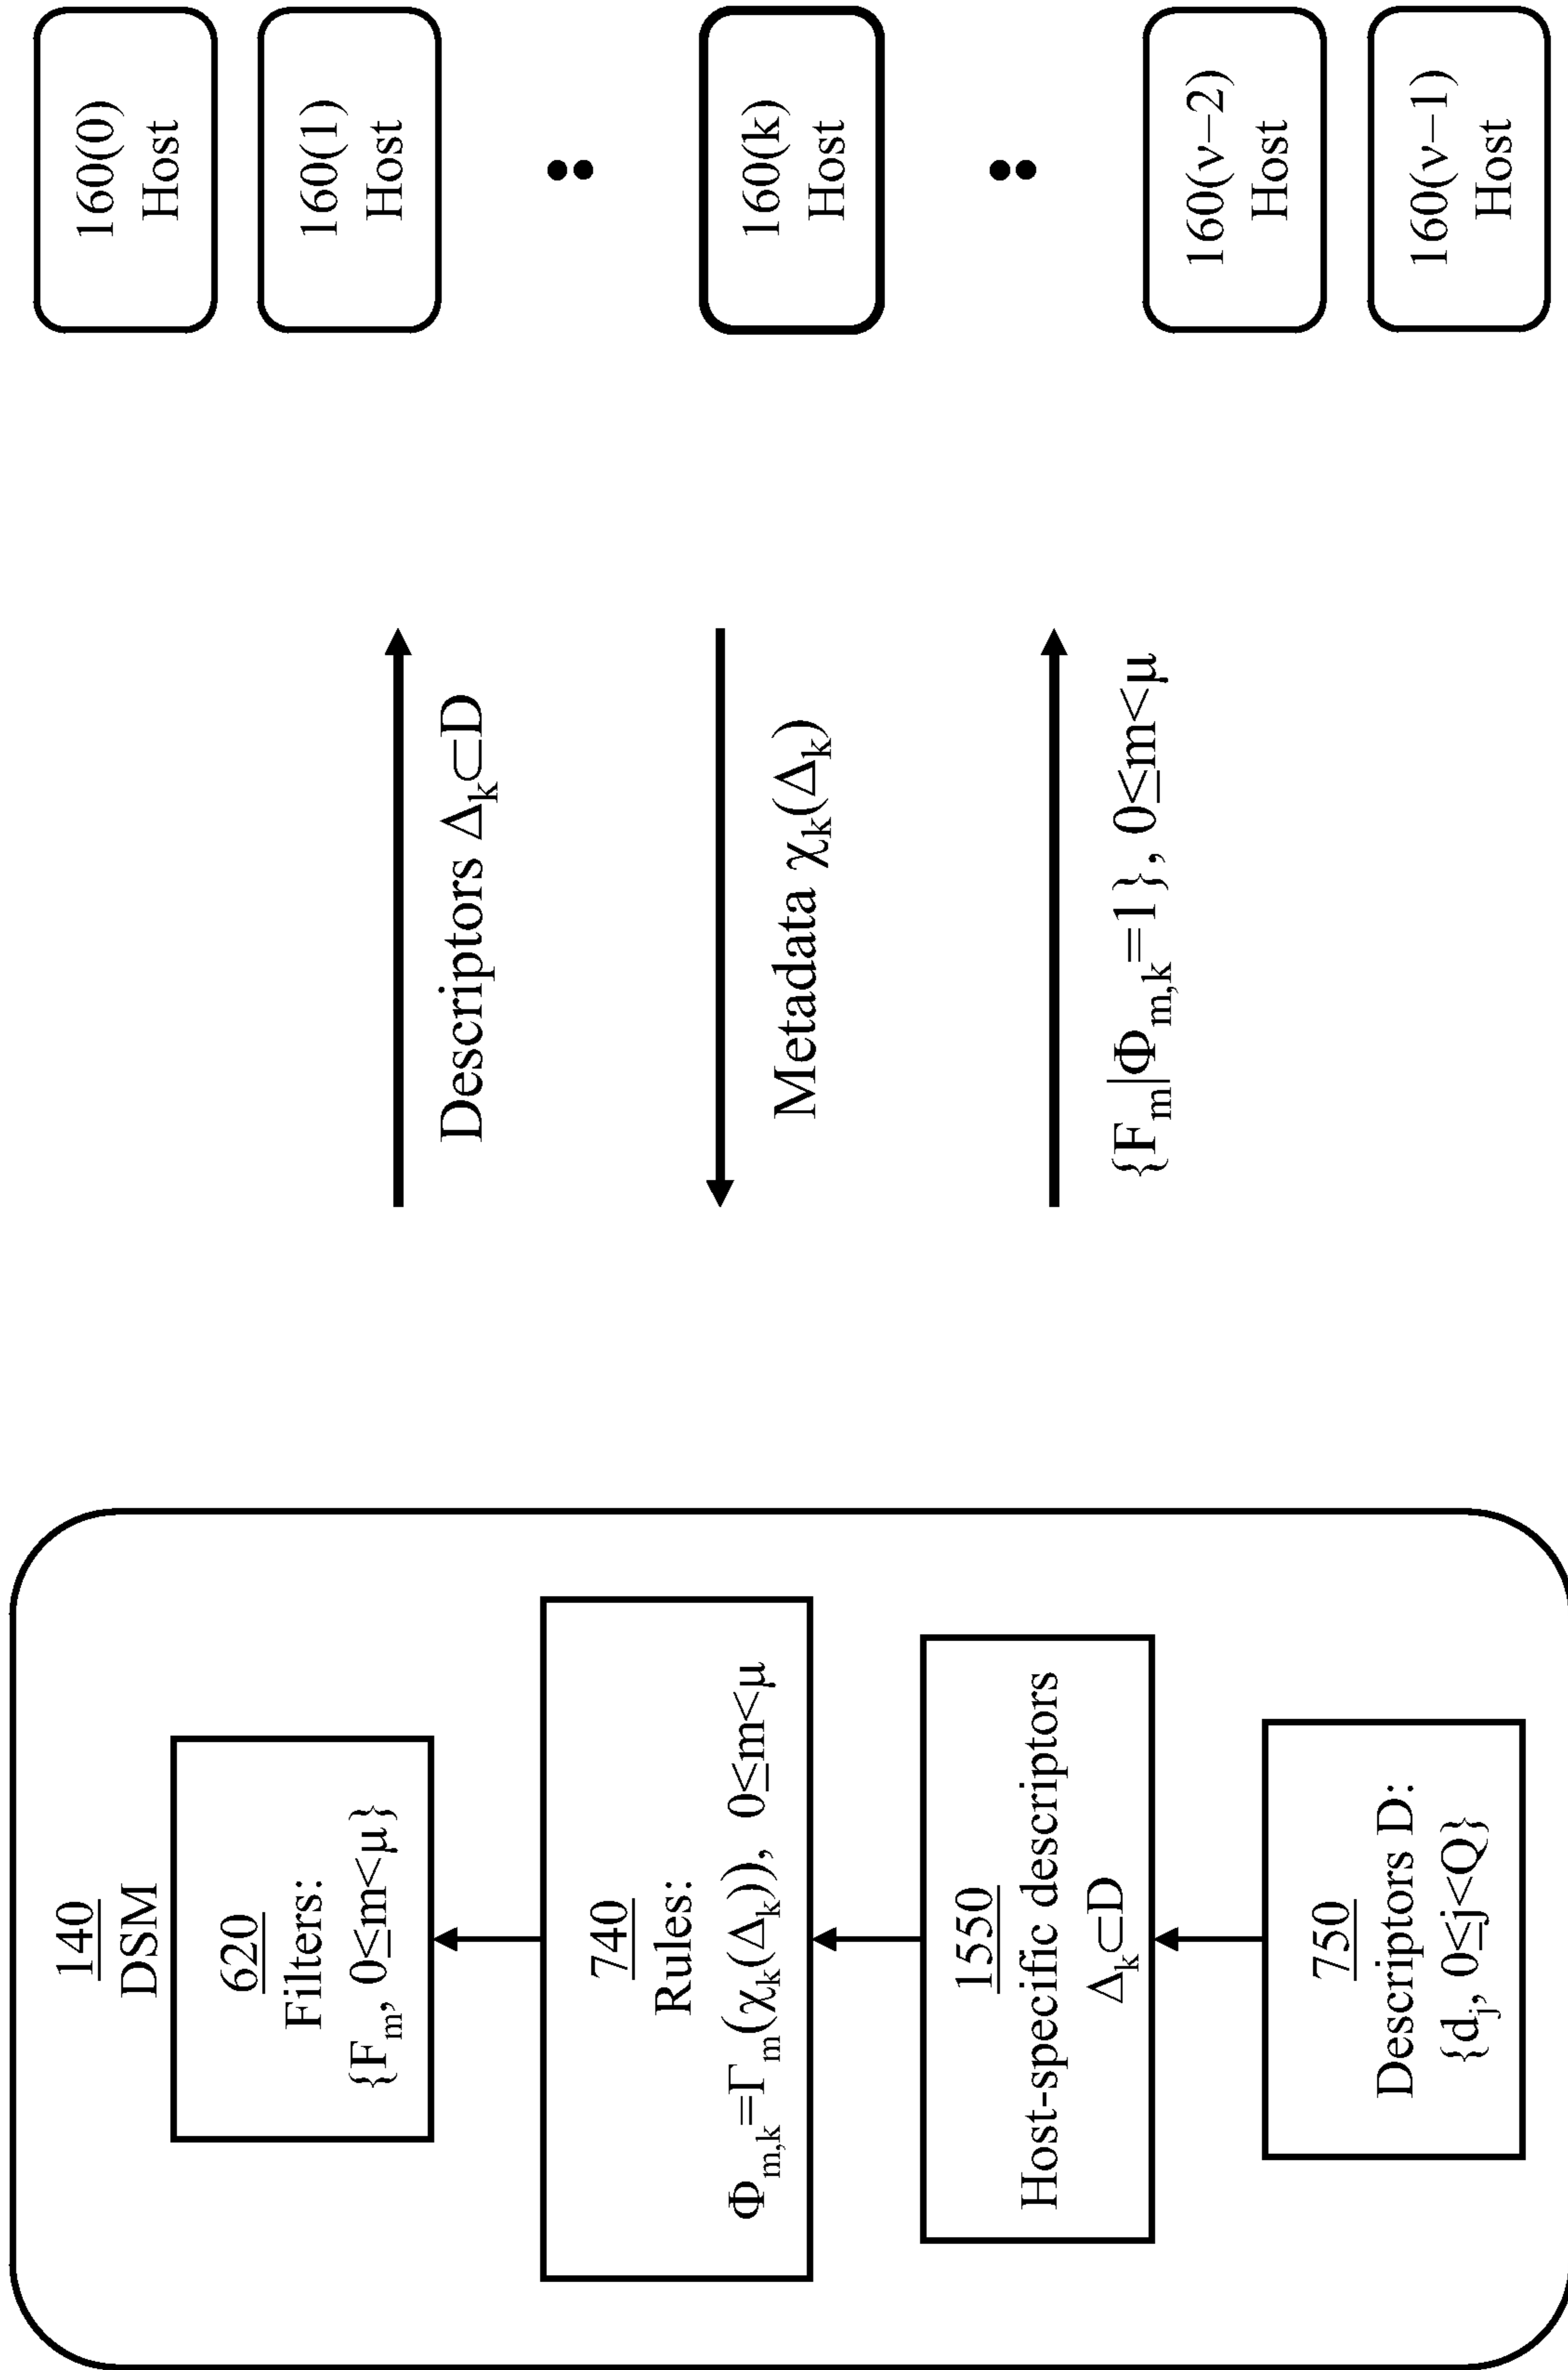 140
DSM
620
Filters:
{F_m, 0≤m<μ}
740
Rules:
Φ_m,k=Γ_m(χ_k(Δ_k)), 0≤m<μ
1550
Host-specific descriptors
Δ_k⊂D
750
Descriptors D:
{d_j, 0≤j<Q}
Descriptors Δ_k⊂D
Metadata χ_k(Δ_k)
{F_m|Φ_m,k=1}, 0≤m<μ
160(0)
Host
160(1)
Host
160(k)
Host
160(ν−2)
Host
160(ν−1)
Host